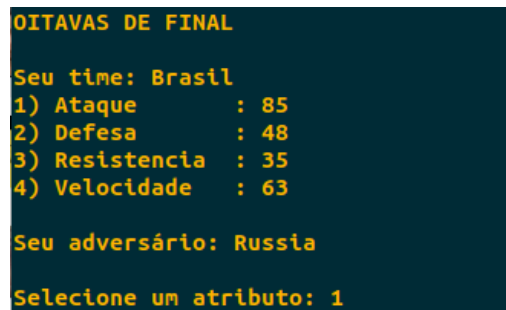 OITAVAS DE FINAL
Seu time: Brasil
1) Ataque : 85
2) Defesa : 48
3) Resistencia : 35
4) Velocidade : 63
Seu adversário: Russia
Selecione um atributo: 1